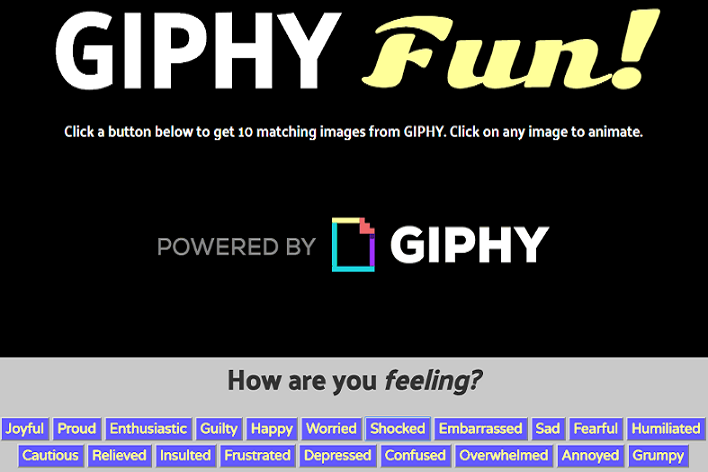 GIPHY Fun!
Click a button below to get 10 matching images from GIPHY. Click on any image to animate.
POWERED BY GIPHY
How are you feeling?
Joyful Proud Enthusiastic Guilty Happy Worried Shocked Embarrassed Sad Fearful Humiliated
Cautious Relieved Insulted Frustrated Depressed Confused Overwhelmed Annoyed Grumpy